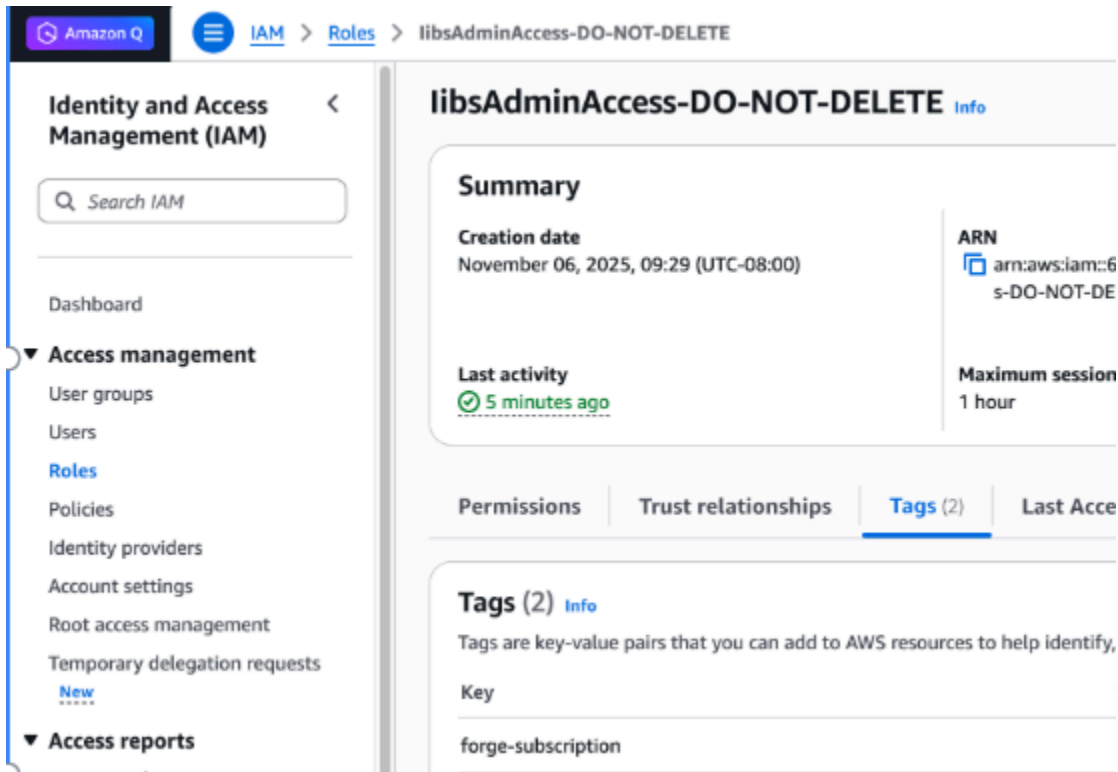 Amazon Q
IAM > Roles > IibsAdminAccess-DO-NOT-DELETE
Identity and Access
Management (IAM)
Search IAM
Dashboard
Access management
User groups
Users
Roles
Policies
Identity providers
Account settings
Root access management
Temporary delegation requests
New
Access reports
IibsAdminAccess-DO-NOT-DELETE Info
Summary
Creation date
November 06, 2025, 09:29 (UTC-08:00)
ARN
arn:aws:iam::6
s-DO-NOT-DE
Last activity
5 minutes ago
Maximum session
1 hour
Permissions Trust relationships Tags (2) Last Acce
Tags (2) Info
Tags are key-value pairs that you can add to AWS resources to help identify,
Key
forge-subscription